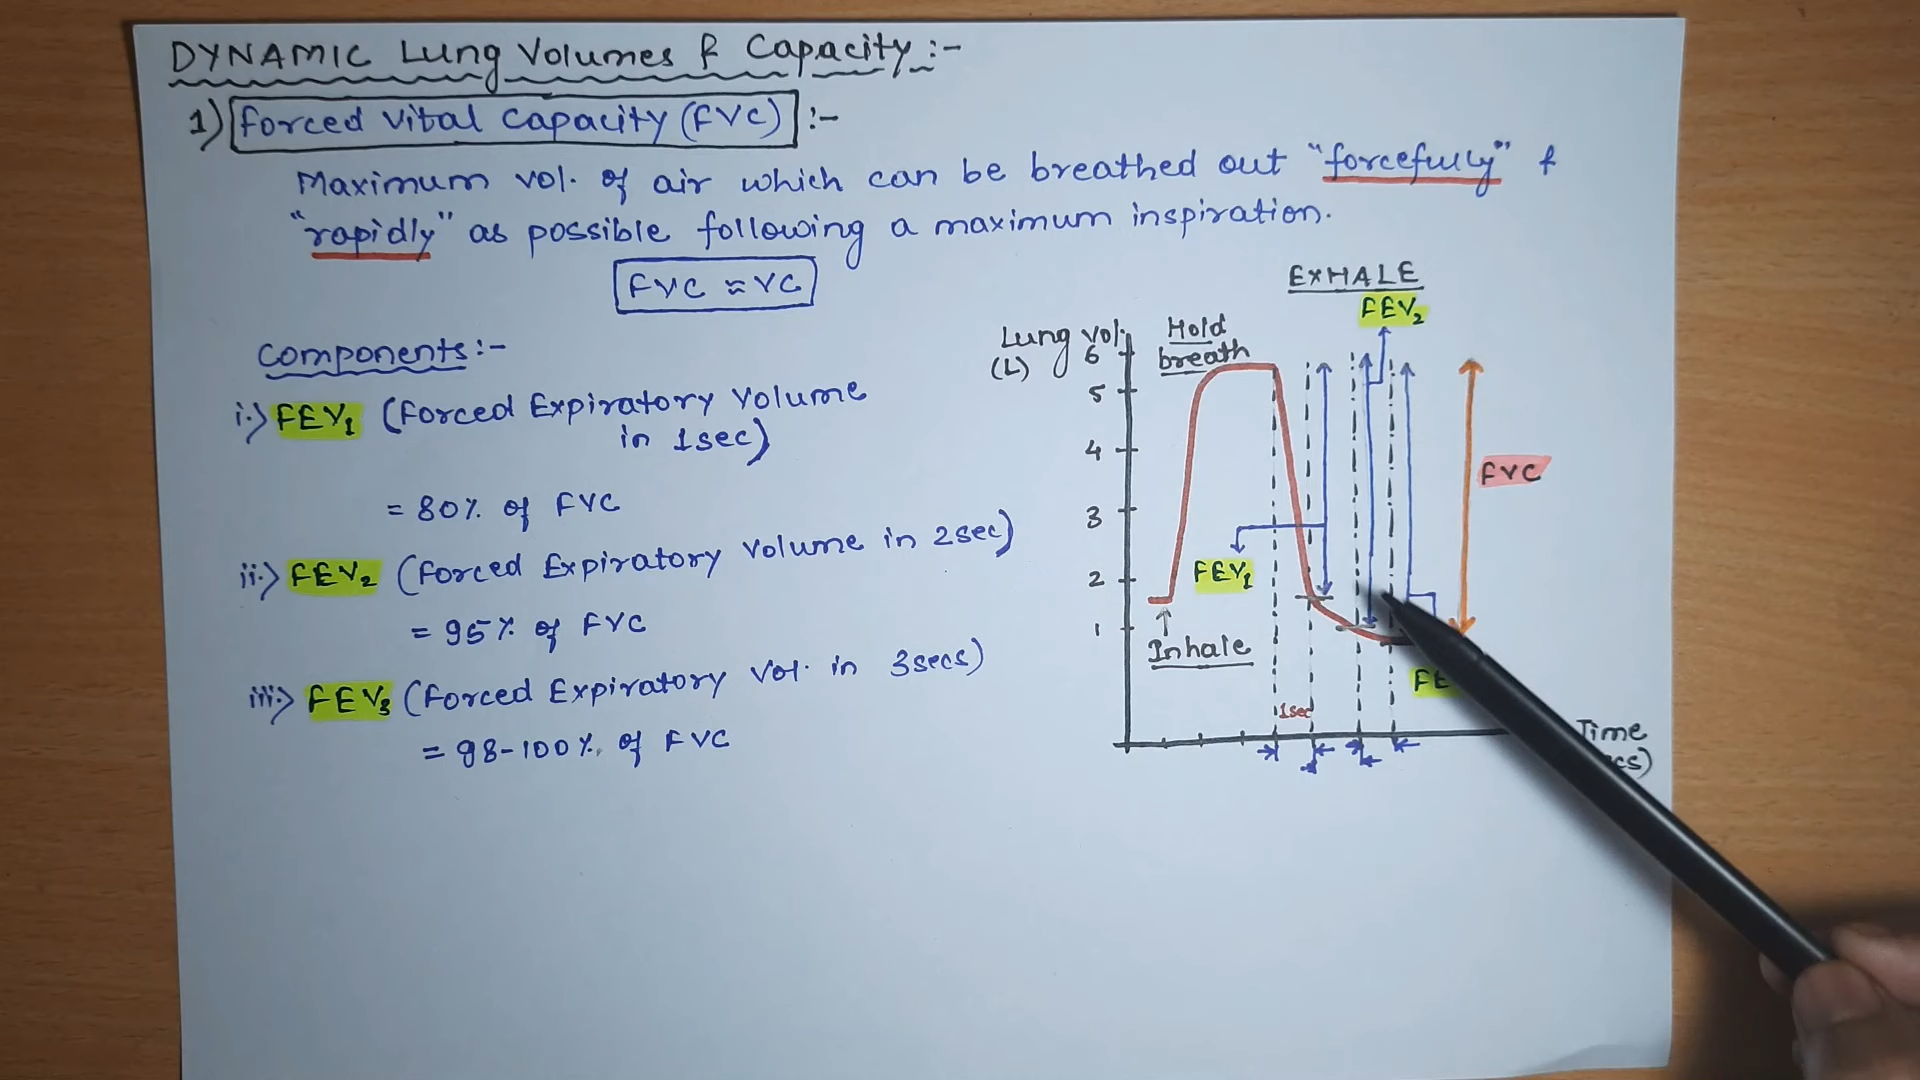 DYNAMIC Lung Volumes & Capacity:-
1) Forced Vital Capacity (FVC) :-
Maximum vol. of air which can be breathed out "forcefully" &
"rapidly" as possible following a maximum inspiration.
FVC ≈ VC
Components:-
i.) FEV1 (Forced Expiratory Volume
in 1sec)
= 80% of FVC
ii.) FEV2 (Forced Expiratory Volume in 2sec)
= 95% of FVC
iii.) FEV3 (Forced Expiratory Vol. in 3secs)
= 98-100% of FVC
EXHALE
FEV2
Lung vol.
(L)
Hold
breath
6
5
4
3
2
1
FVC
FEV1
Inhale
1sec
Time